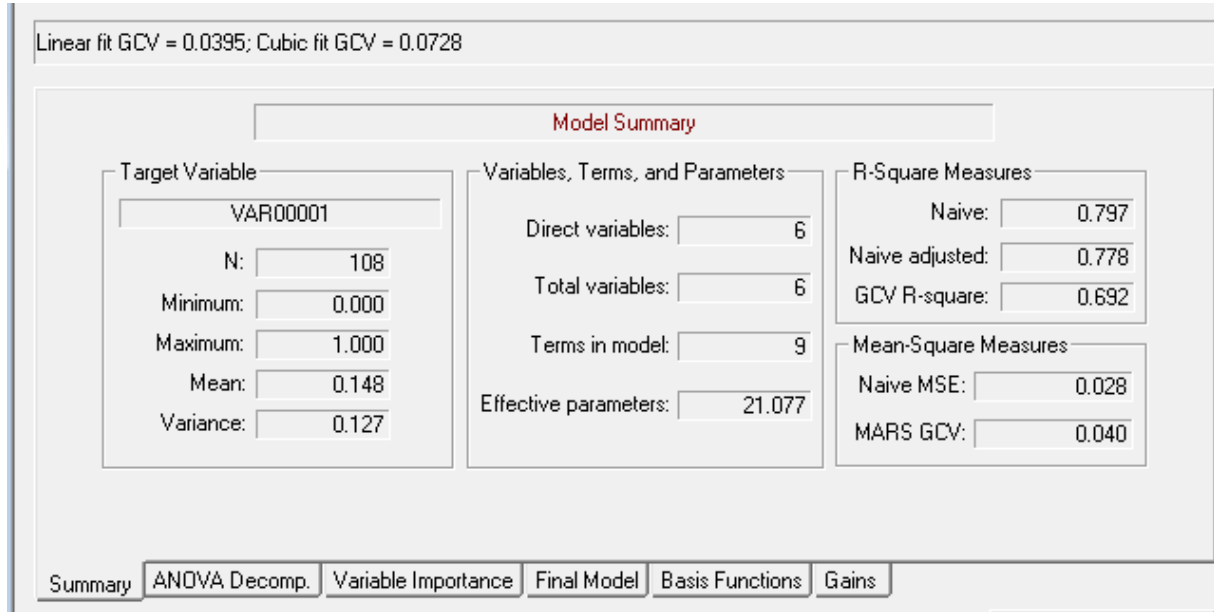 Linear fit GCV = 0.0395; Cubic fit GCV = 0.0728
Model Summary
Target Variable
VAR00001
N: 108
Minimum: 0.000
Maximum: 1.000
Mean: 0.148
Variance: 0.127
Variables, Terms, and Parameters
Direct variables: 6
Total variables: 6
Terms in model: 9
Effective parameters: 21.077
R-Square Measures
Naive: 0.797
Naive adjusted: 0.778
GCV R-square: 0.692
Mean-Square Measures
Naive MSE: 0.028
MARS GCV: 0.040
Summary ANOVA Decomp. Variable Importance Final Model Basis Functions Gains